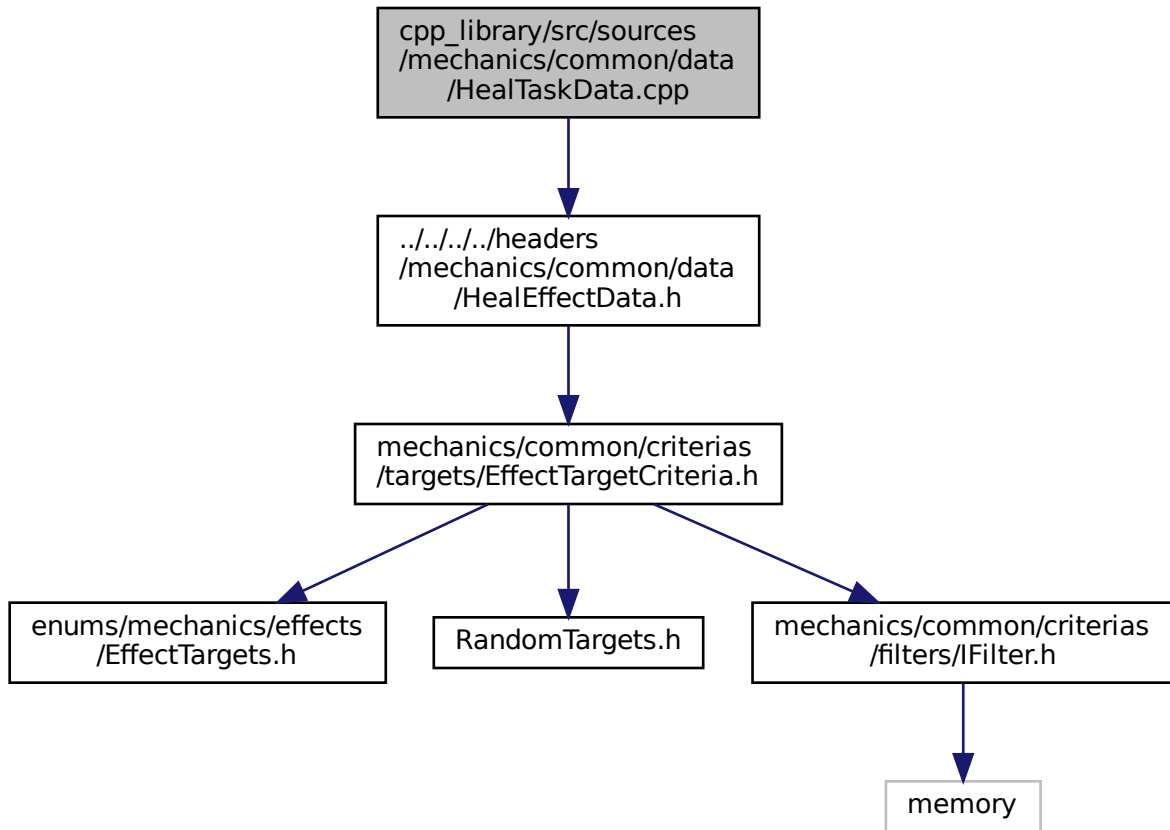 cpp_library/src/sources
/mechanics/common/data
/HealTaskData.cpp
../../../../headers
/mechanics/common/data
/HealEffectData.h
mechanics/common/criterias
/targets/EffectTargetCriteria.h
enums/mechanics/effects
/EffectTargets.h
RandomTargets.h
mechanics/common/criterias
/filters/IFilter.h
memory